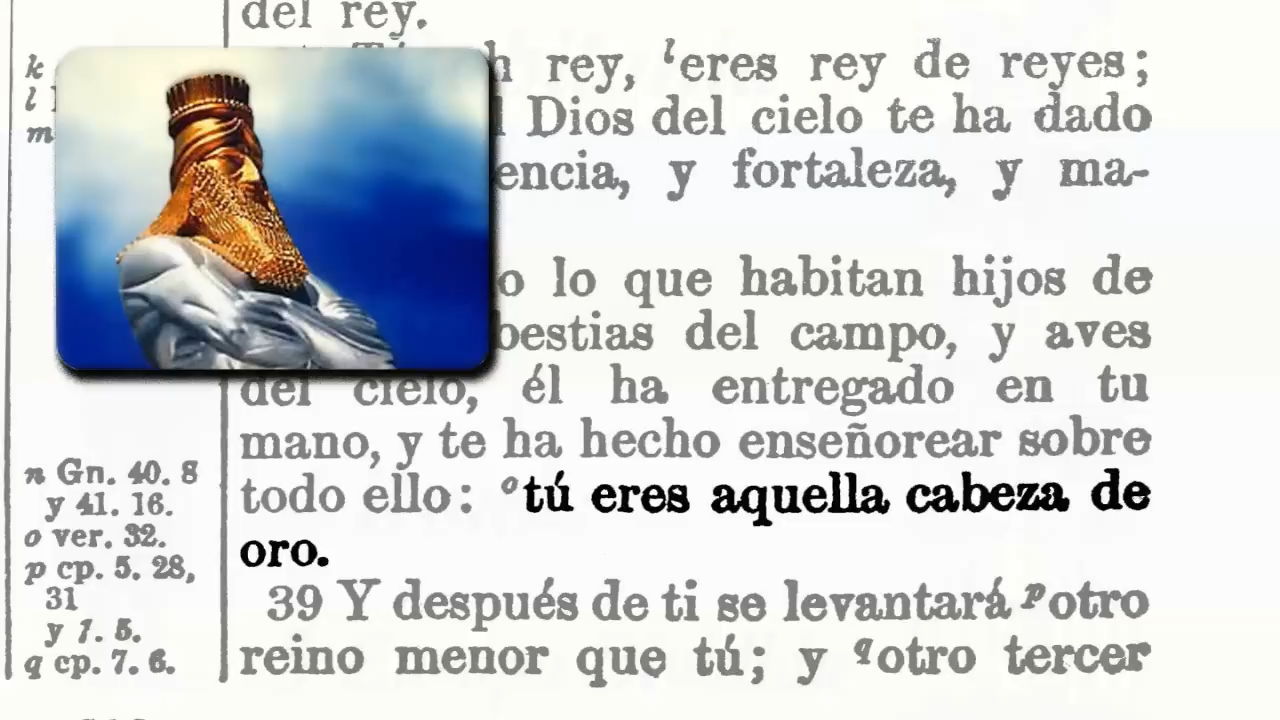 del rey.
rey, ˡeres rey de reyes;
Dios del cielo te ha dado
y fortaleza, y ma-
lo que habitan hijos de
bestias del campo, y aves
del cielo, él ha entregado en tu
mano, y te ha hecho enseñorear sobre
todo ello: ᵒtú eres aquella cabeza de
oro.
39 Y después de ti se levantará ᵖotro
reino menor que tú; y ᑫotro tercer
k
l
m
n Gn. 40. 8
y 41. 16.
o ver. 32.
p cp. 5. 28,
31
y 7. 5.
q cp. 7. 6.